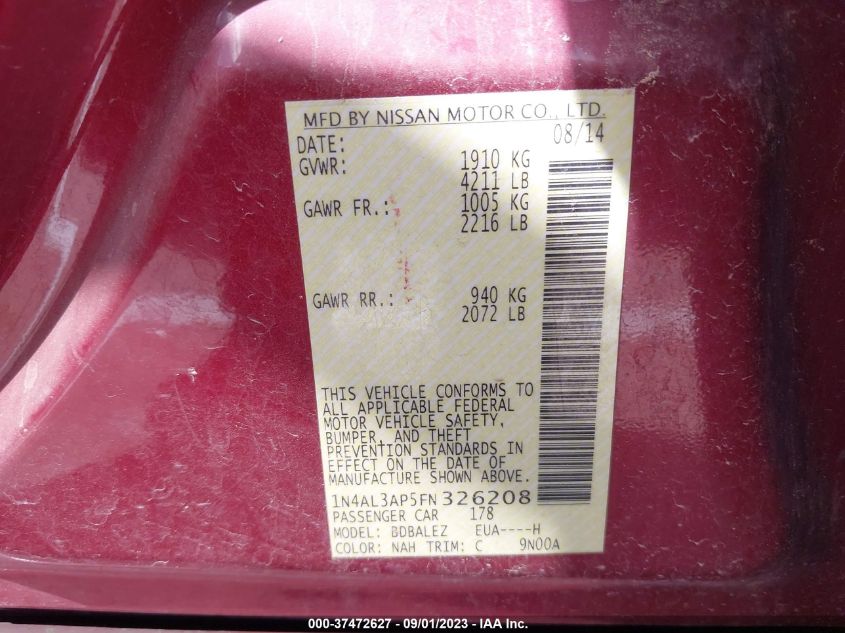 MFD BY NISSAN MOTOR CO., LTD.
DATE: 08/14
GVWR: 1910 KG
4211 LB
GAWR FR.: 1005 KG
2216 LB
GAWR RR.: 940 KG
2072 LB
THIS VEHICLE CONFORMS TO
ALL APPLICABLE FEDERAL
MOTOR VEHICLE SAFETY,
BUMPER, AND THEFT
PREVENTION STANDARDS IN
EFFECT ON THE DATE OF
MANUFACTURE SHOWN ABOVE.
1N4AL3AP5FN326208
PASSENGER CAR 178
MODEL: BDBALEZ EUA----H
COLOR: NAH TRIM: C 9N00A
000-37472627 - 09/01/2023 - IAA Inc.